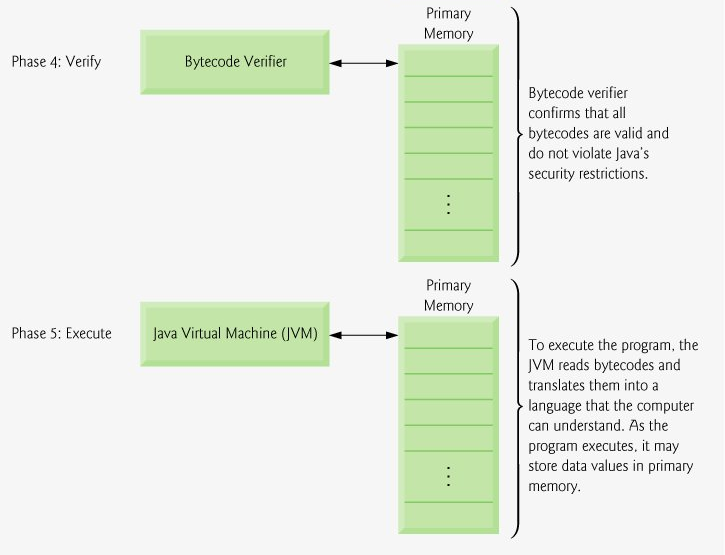 Primary
Memory
Phase 4: Verify
Bytecode Verifier
Bytecode verifier
confirms that all
bytecodes are valid and
do not violate Java's
security restrictions.
Primary
Memory
Phase 5: Execute
Java Virtual Machine (JVM)
To execute the program, the
JVM reads bytecodes and
translates them into a
language that the computer
can understand. As the
program executes, it may
store data values in primary
memory.